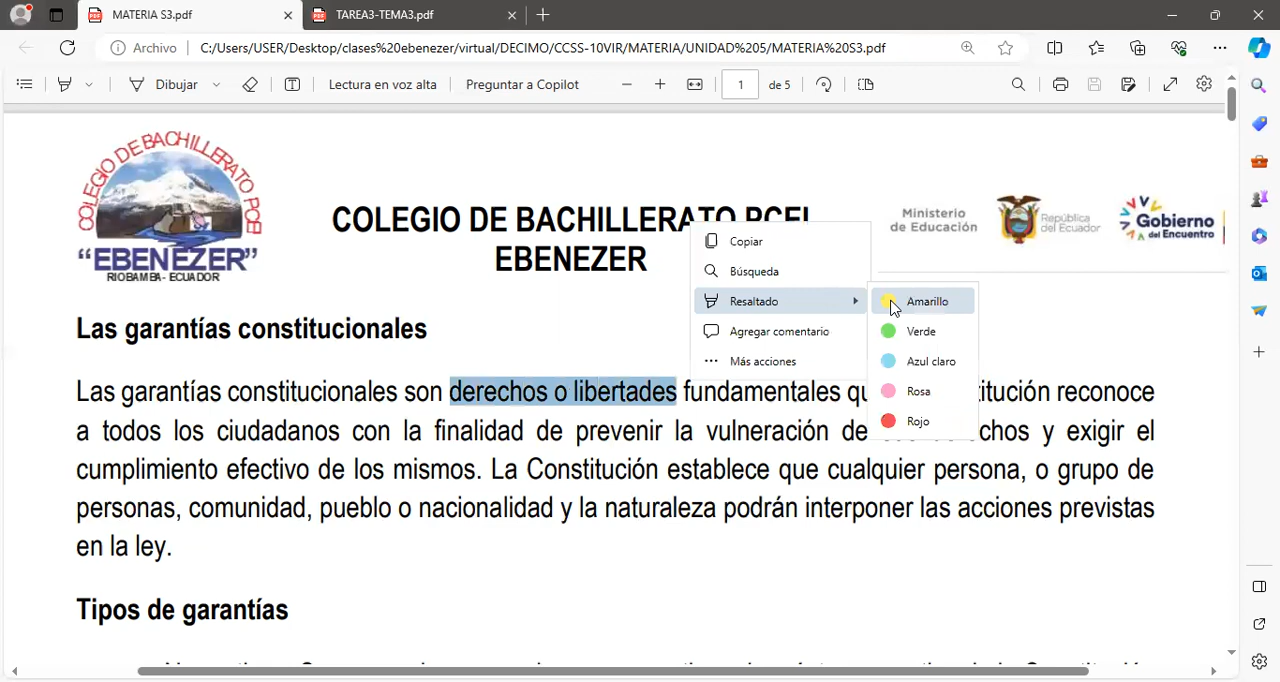 MATERIA S3.pdf
TAREA3-TEMA3.pdf
Archivo
C:/Users/USER/Desktop/clases%20ebenezer/virtual/DECIMO/CCSS-10VIR/MATERIA/UNIDAD%205/MATERIA%20S3.pdf
Dibujar
Lectura en voz alta
Preguntar a Copilot
1
de 5
COLEGIO DE BACHILLERATO PCEI
“EBENEZER”
RIOBAMBA- ECUADOR
COLEGIO DE BACHILLERATO PCEI
EBENEZER
Ministerio
de Educación
República
del Ecuador
Gobierno
del Encuentro
Copiar
Búsqueda
Resaltado
Agregar comentario
Más acciones
Amarillo
Verde
Azul claro
Rosa
Rojo
Las garantías constitucionales
Las garantías constitucionales son derechos o libertades fundamentales reconoce
a todos los ciudadanos con la finalidad de prevenir la vulneración de y exigir el
cumplimiento efectivo de los mismos. La Constitución establece que cualquier persona, o grupo de
personas, comunidad, pueblo o nacionalidad y la naturaleza podrán interponer las acciones previstas
en la ley.
Tipos de garantías